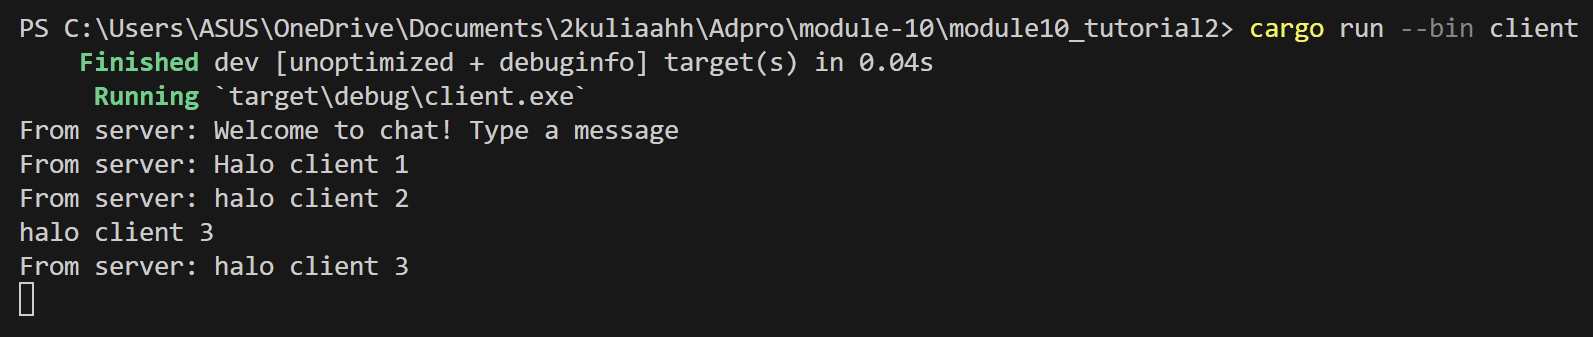 PS C:\Users\ASUS\OneDrive\Documents\2kuliaahh\Adpro\module-10\module10_tutorial2> cargo run --bin client
Finished dev [unoptimized + debuginfo] target(s) in 0.04s
Running `target\debug\client.exe`
From server: Welcome to chat! Type a message
From server: Halo client 1
From server: halo client 2
halo client 3
From server: halo client 3